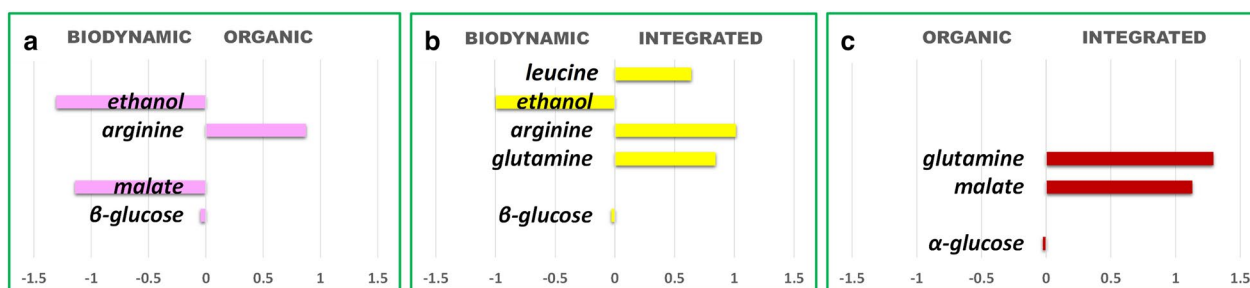 a BIODYNAMIC ORGANIC
ethanol
arginine
malate
β-glucose
-1.5 -1 -0.5 0 0.5 1 1.5
b BIODYNAMIC INTEGRATED
leucine
ethanol
arginine
glutamine
β-glucose
-1.5 -1 -0.5 0 0.5 1 1.5
c ORGANIC INTEGRATED
glutamine
malate
α-glucose
-1.5 -1 -0.5 0 0.5 1 1.5